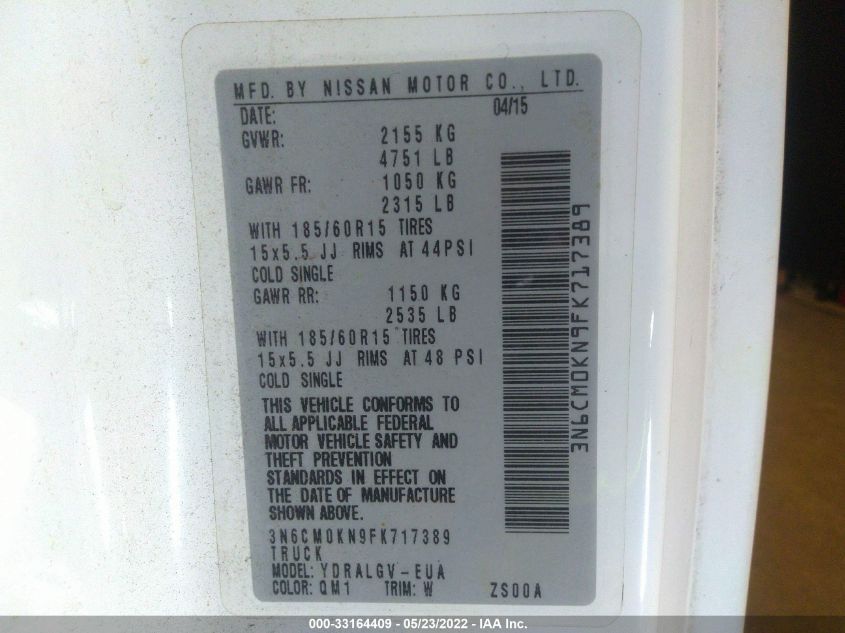 MFD. BY NISSAN MOTOR CO., LTD.
DATE: 04/15
GVWR: 2155 KG
4751 LB
GAWR FR: 1050 KG
2315 LB
WITH 185/60R15 TIRES
15x5.5 JJ RIMS AT 44PSI
COLD SINGLE
GAWR RR: 1150 KG
2535 LB
WITH 185/60R15 TIRES
15x5.5 JJ RIMS AT 48 PSI
COLD SINGLE
THIS VEHICLE CONFORMS TO
ALL APPLICABLE FEDERAL
MOTOR VEHICLE SAFETY AND
THEFT PREVENTION
STANDARDS IN EFFECT ON
THE DATE OF MANUFACTURE
SHOWN ABOVE.
3N6CM0KN9FK717389
TRUCK
MODEL: YDRALGV-EUA
COLOR: QM1 TRIM: W ZS00A
3N6CM0KN9FK717389
000-33164409 - 05/23/2022 - IAA Inc.